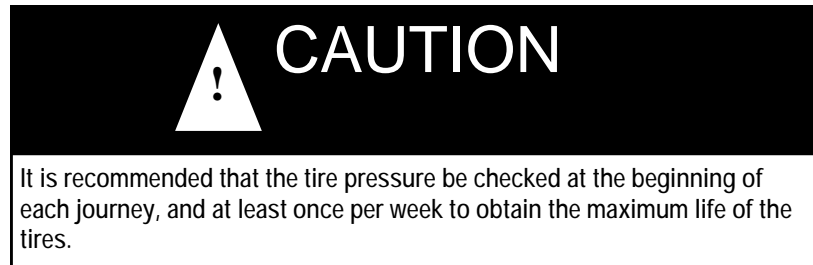 ! CAUTION
It is recommended that the tire pressure be checked at the beginning of
each journey, and at least once per week to obtain the maximum life of the
tires.